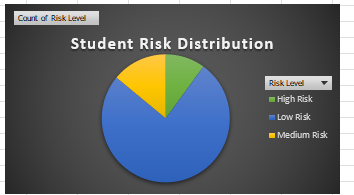 Count of Risk Level
Student Risk Distribution
Risk Level
High Risk
Low Risk
Medium Risk